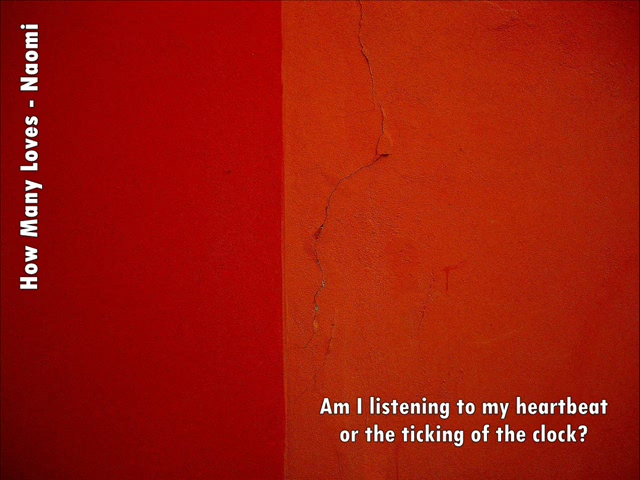 How Many Loves - Naomi
Am I listening to my heartbeat
or the ticking of the clock?